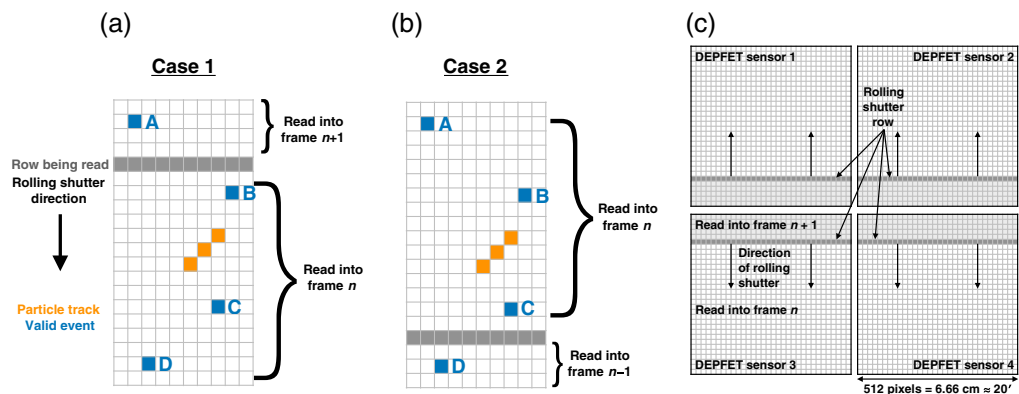 (a)
Case 1
A
Read into
frame n+1
Row being read
Rolling shutter
direction
B
Read into
frame n
Particle track
Valid event
C
D
(b)
Case 2
A
B
Read into
frame n
C
D
Read into
frame n−1
(c)
DEPFET sensor 1
DEPFET sensor 2
Rolling
shutter
row
Read into frame n + 1
Direction
of rolling
shutter
Read into frame n
DEPFET sensor 3
DEPFET sensor 4
512 pixels = 6.66 cm ≈ 20′